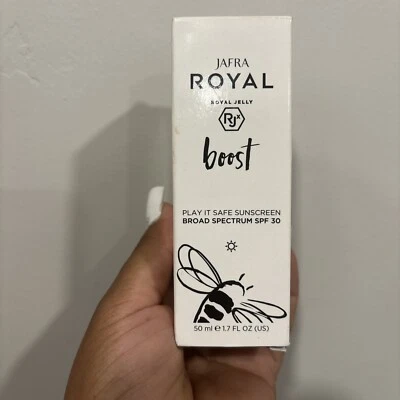 JAFRA
ROYAL
ROYAL JELLY
RJx
boost
PLAY IT SAFE SUNSCREEN
BROAD SPECTRUM SPF 30
50 ml ℮ 1.7 FL OZ (US)